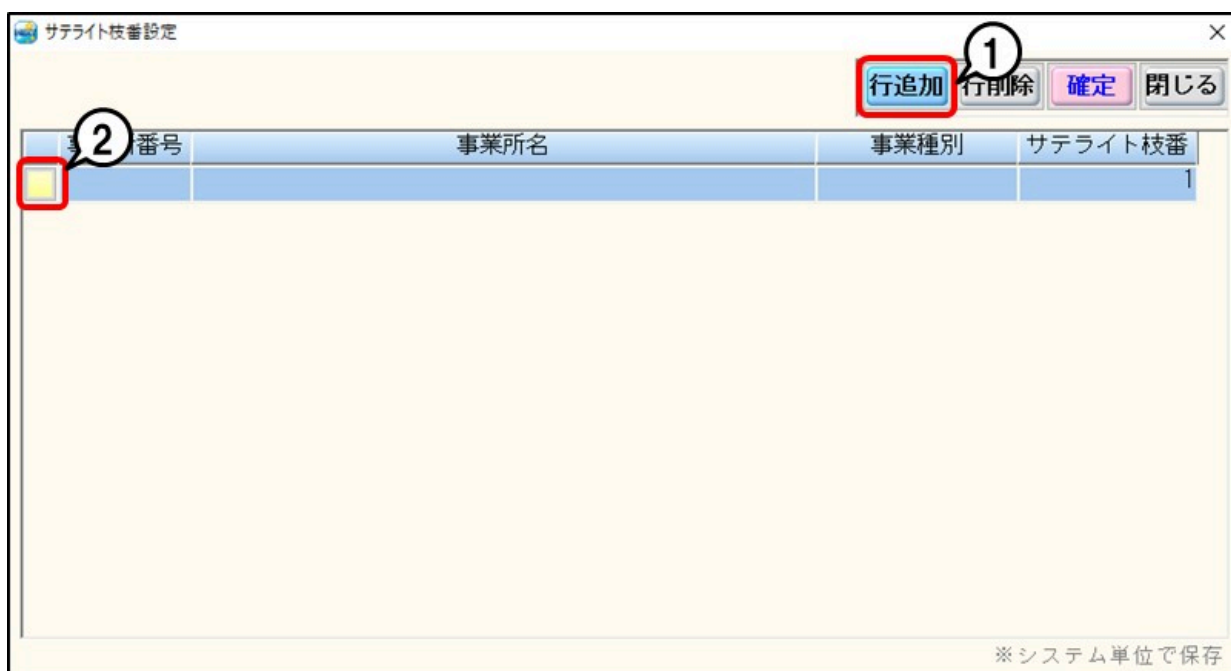 サテライト枝番設定
①
行追加 行削除 確定 閉じる
②
番号 事業所名 事業種別 サテライト枝番
1
※システム単位で保存